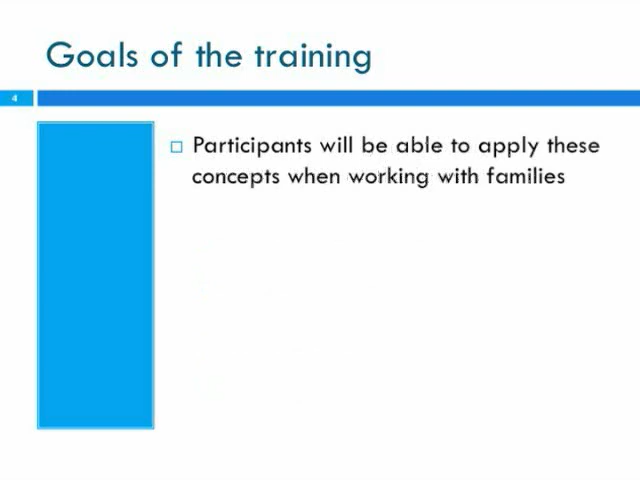 Goals of the training
4
Participants will be able to apply these
concepts when working with families